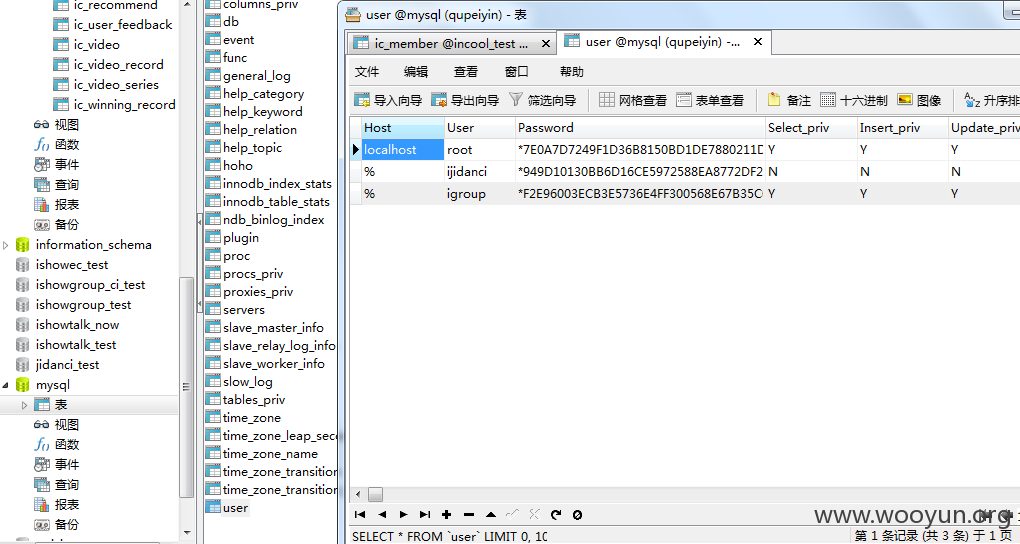 ic_recommend
ic_user_feedback
ic_video
ic_video_record
ic_video_series
ic_winning_record
视图
函数
事件
查询
报表
备份
information_schema
ishowec_test
ishowgroup_ci_test
ishowgroup_test
ishowtalk_now
ishowtalk_test
jidanci_test
mysql
表
视图
函数
事件
查询
报表
备份
columns_priv
db
event
func
general_log
help_category
help_keyword
help_relation
help_topic
hoho
innodb_index_stats
innodb_table_stats
ndb_binlog_index
plugin
proc
procs_priv
proxies_priv
servers
slave_master_info
slave_relay_log_info
slave_worker_info
slow_log
tables_priv
time_zone
time_zone_leap_seco
time_zone_name
time_zone_transition
time_zone_transition
user
user @mysql (qupeiyin) - 表
ic_member @incool_test ... user @mysql (qupeiyin) -...
文件 编辑 查看 窗口 帮助
导入向导 导出向导 筛选向导 网格查看 表单查看 备注 十六进制 图像 升序排
Host User Password Select_priv Insert_priv Update_priv
localhost root *7E0A7D7249F1D36B8150BD1DE7880211D Y Y Y
% ijidanci *949D10130BB6D16CE5972588EA8772DF2 N N N
% igroup *F2E96003ECB3E5736E4FF300568E67B35C Y Y Y
www.wooyun.org
SELECT * FROM `user` LIMIT 0, 10 第 1 条记录 (共 3 条) 于 1 页